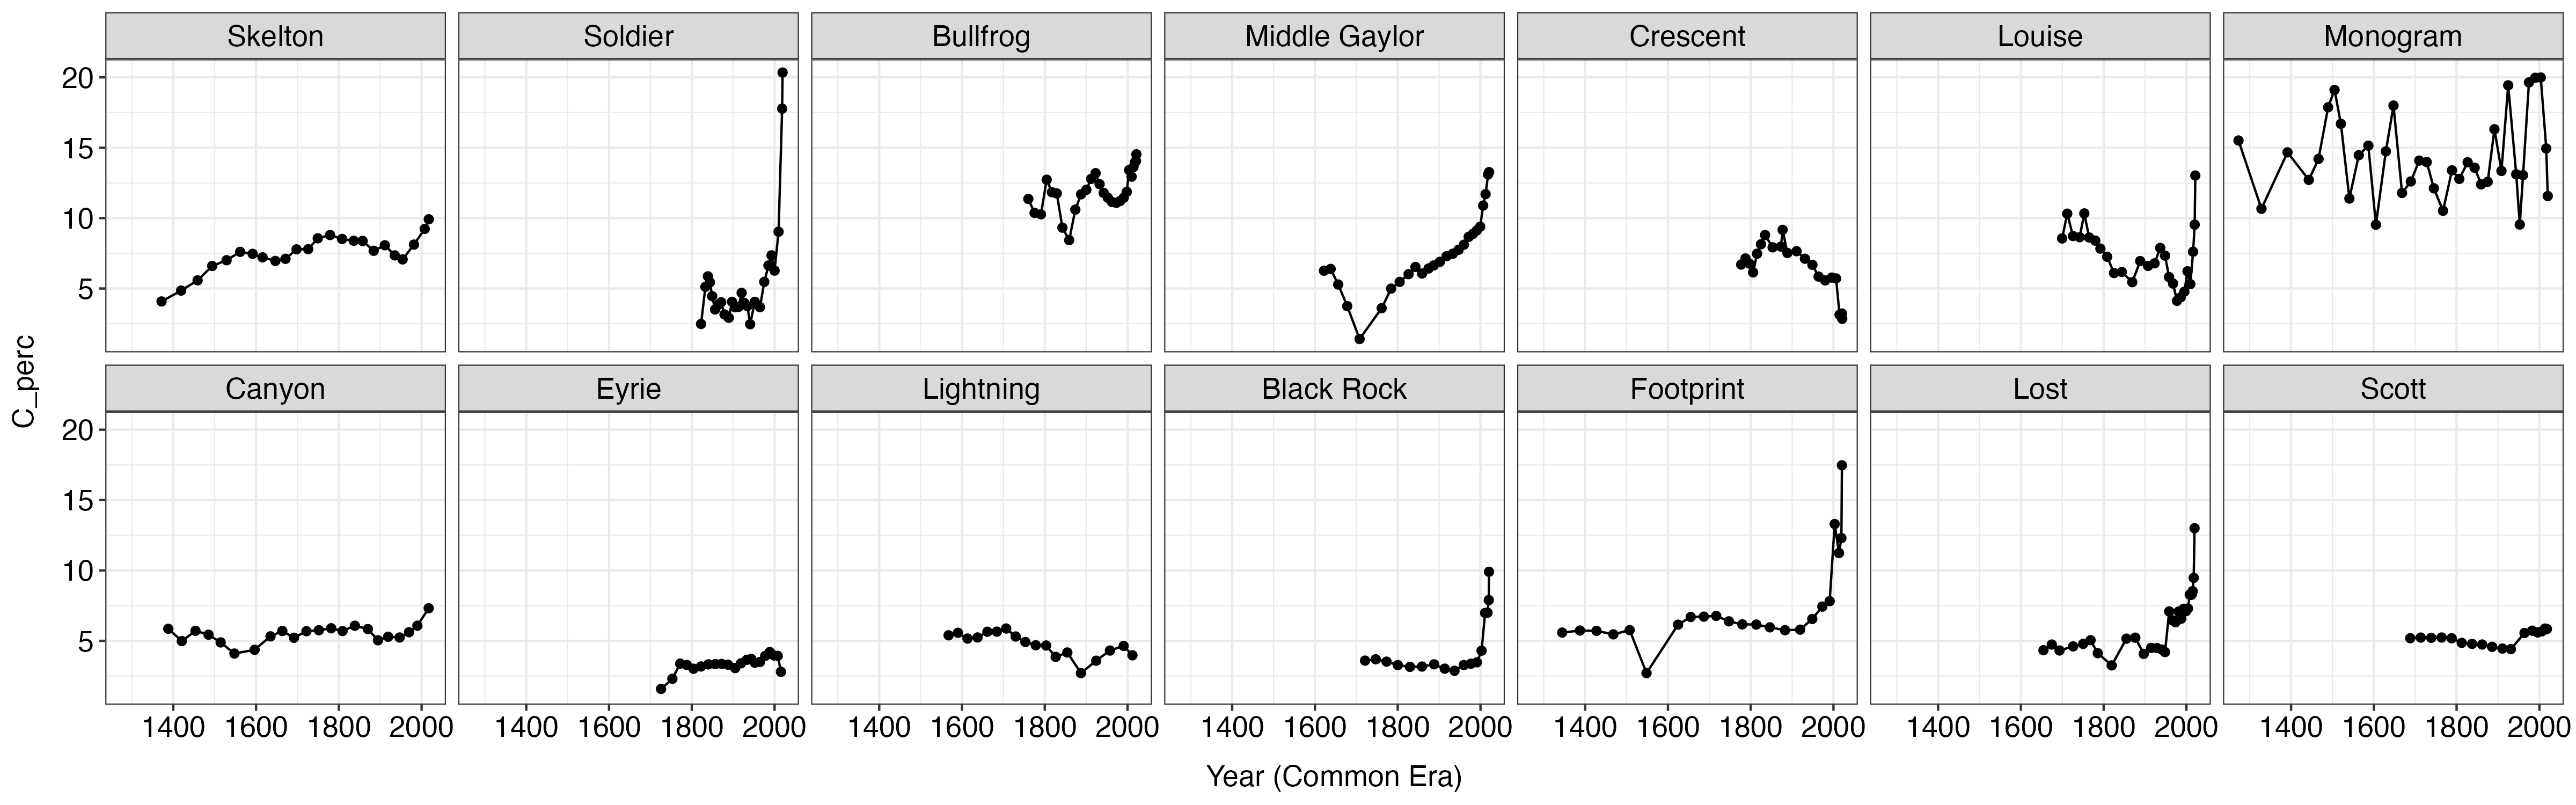 Skelton Soldier Bullfrog Middle Gaylor Crescent Louise Monogram
20
15
10
5
C_perc
Canyon Eyrie Lightning Black Rock Footprint Lost Scott
20
15
10
5
1400 1600 1800 2000 1400 1600 1800 2000 1400 1600 1800 2000 1400 1600 1800 2000 1400 1600 1800 2000 1400 1600 1800 2000 1400 1600 1800 2000
Year (Common Era)